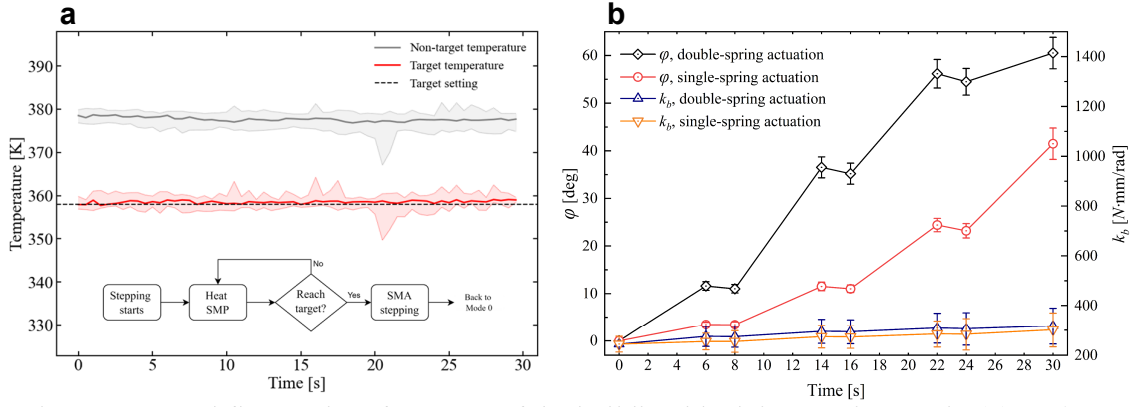 a
Temperature [K]
390
380
370
360
350
340
330
Non-target temperature
Target temperature
Target setting
Stepping
starts
Heat
SMP
Reach
target?
No
Yes
SMA
stepping
Back to
Mode 0
0 5 10 15 20 25 30
Time [s]
b
φ [deg]
60
50
40
30
20
10
0
φ, double-spring actuation
φ, single-spring actuation
k_b, double-spring actuation
k_b, single-spring actuation
1400
1200
1000
800
600
400
200
k_b [N·mm/rad]
0 2 4 6 8 10 12 14 16 18 20 22 24 26 28 30
Time [s]